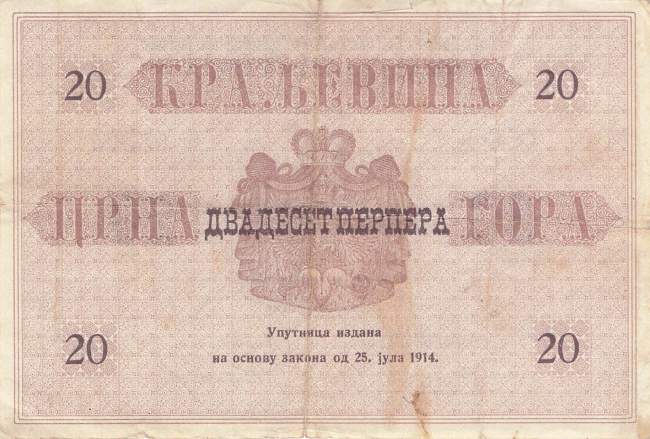 20 КРАЉЕВИНА 20
ЦРНА ДВАДЕСЕТ ПЕРПЕРА ГОРА
Упутница издана
на основу закона од 25. јула 1914.
20 20